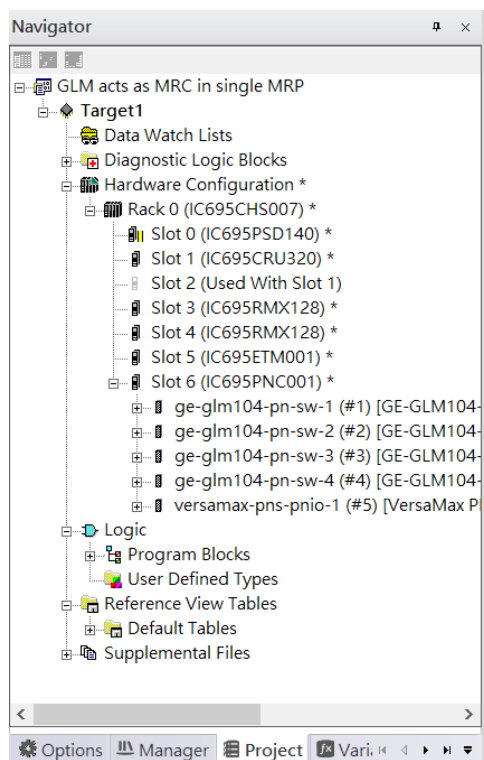 Navigator
GLM acts as MRC in single MRP
Target1
Data Watch Lists
Diagnostic Logic Blocks
Hardware Configuration *
Rack 0 (IC695CHS007) *
Slot 0 (IC695PSD140) *
Slot 1 (IC695CRU320) *
Slot 2 (Used With Slot 1)
Slot 3 (IC695RMX128) *
Slot 4 (IC695RMX128) *
Slot 5 (IC695ETM001) *
Slot 6 (IC695PNC001) *
ge-glm104-pn-sw-1 (#1) [GE-GLM104-
ge-glm104-pn-sw-2 (#2) [GE-GLM104-
ge-glm104-pn-sw-3 (#3) [GE-GLM104-
ge-glm104-pn-sw-4 (#4) [GE-GLM104-
versamax-pns-pnio-1 (#5) [VersaMax P
Logic
Program Blocks
User Defined Types
Reference View Tables
Default Tables
Supplemental Files
Options Manager Project Vari